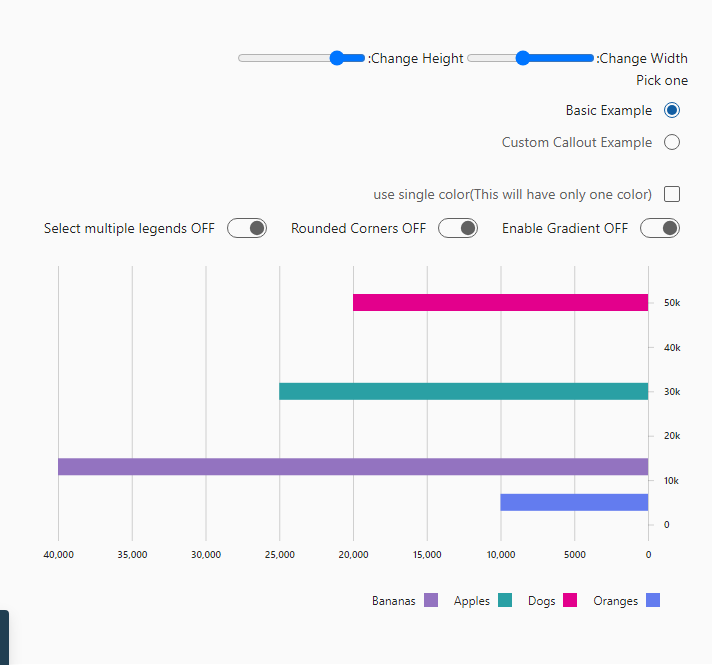 :Change Width :Change Height
Pick one
Basic Example
Custom Callout Example
use single color(This will have only one color)
Select multiple legends OFF Rounded Corners OFF Enable Gradient OFF
50k
40k
30k
20k
10k
0
40,000 35,000 30,000 25,000 20,000 15,000 10,000 5000 0
Bananas Apples Dogs Oranges